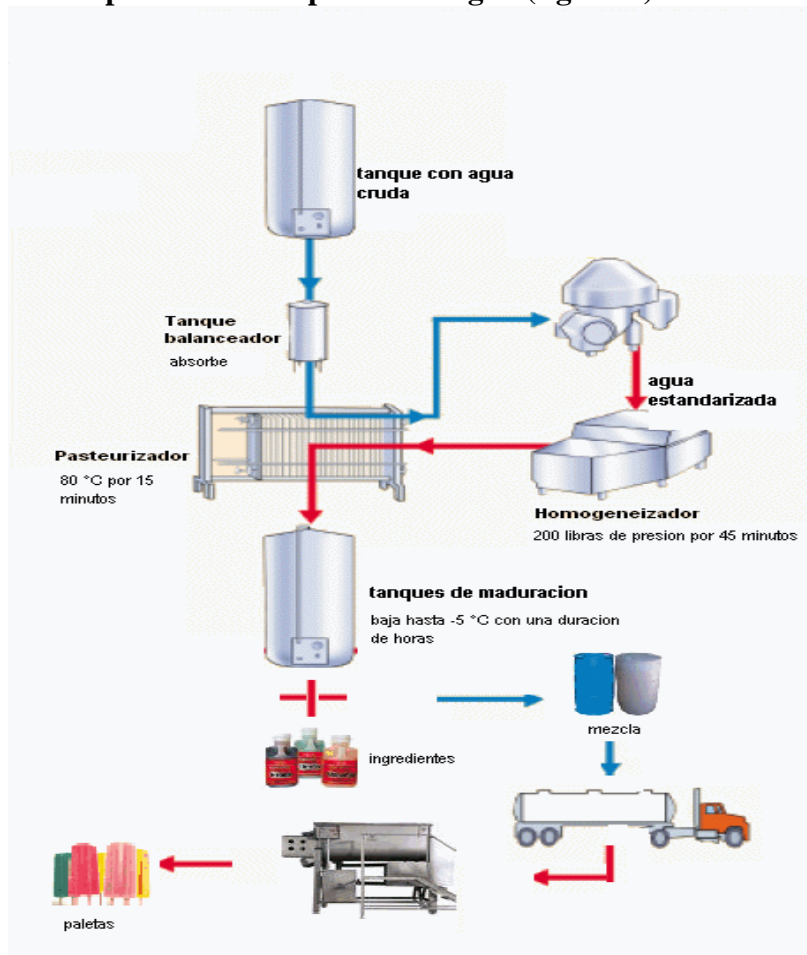 tanque con agua
cruda
Tanque
balanceador
absorbe
agua
estandarizada
Pasteurizador
80 °C por 15
minutos
Homogeneizador
200 libras de presion por 45 minutos
tanques de maduracion
baja hasta -5 °C con una duracion
de horas
mezcla
ingredientes
paletas